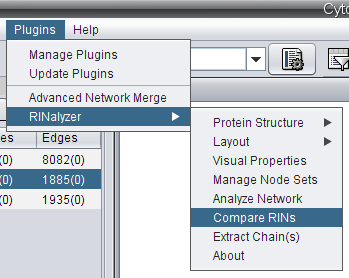 Cyto
Plugins Help
Manage Plugins
Update Plugins
Advanced Network Merge
RINalyzer
Protein Structure
Layout
Visual Properties
Manage Node Sets
Analyze Network
Compare RINs
Extract Chain(s)
About
es Edges
(0) 8082(0)
(0) 1885(0)
(0) 1935(0)